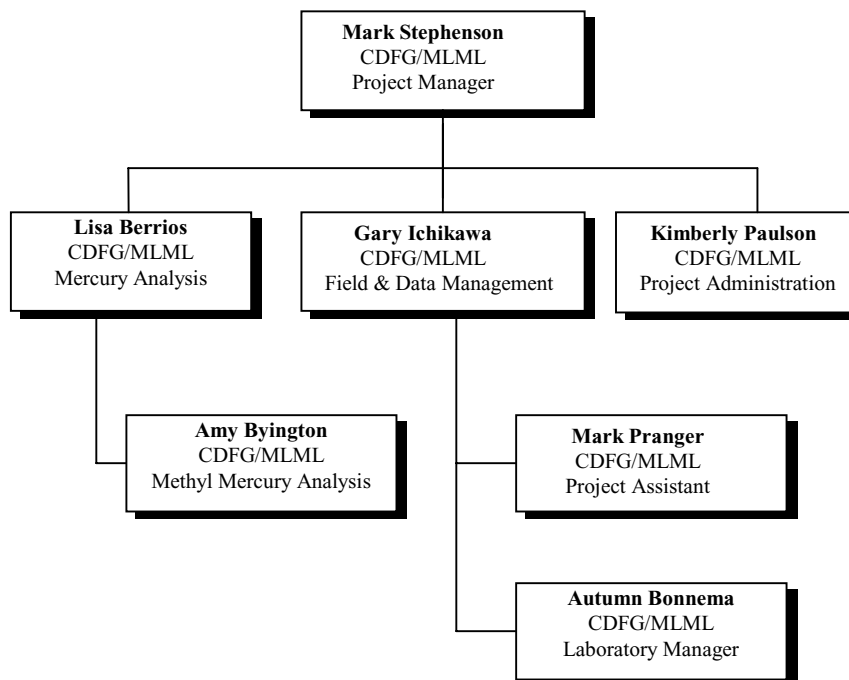 Mark Stephenson
CDFG/MLML
Project Manager
Lisa Berrios
CDFG/MLML
Mercury Analysis
Gary Ichikawa
CDFG/MLML
Field & Data Management
Kimberly Paulson
CDFG/MLML
Project Administration
Amy Byington
CDFG/MLML
Methyl Mercury Analysis
Mark Pranger
CDFG/MLML
Project Assistant
Autumn Bonnema
CDFG/MLML
Laboratory Manager